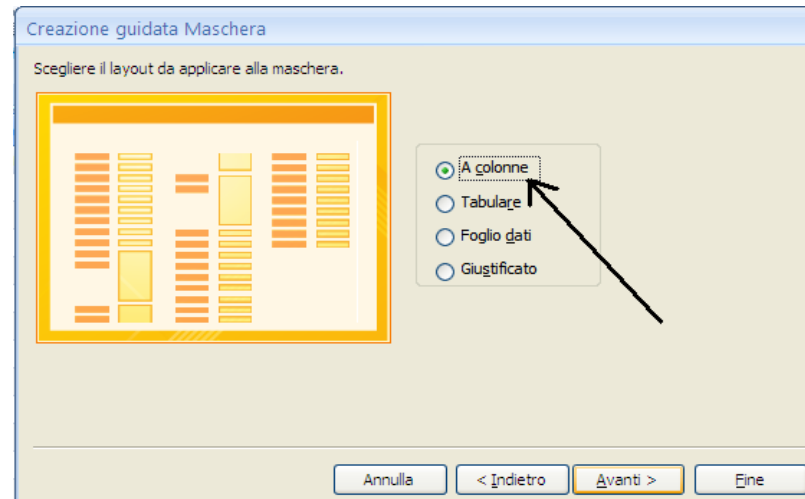 Creazione guidata Maschera
Scegliere il layout da applicare alla maschera.
A colonne
Tabulare
Foglio dati
Giustificato
Annulla
< Indietro
Avanti >
Fine